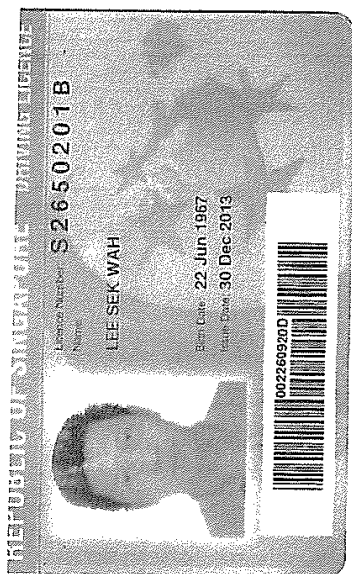 REPUBLIC OF SINGAPORE DRIVING LICENCE
Licence Number: S2650201B
Name:
LEE SEK WAH
Birth Date: 22 Jun 1967
Issue Date: 30 Dec 2013
002260920D